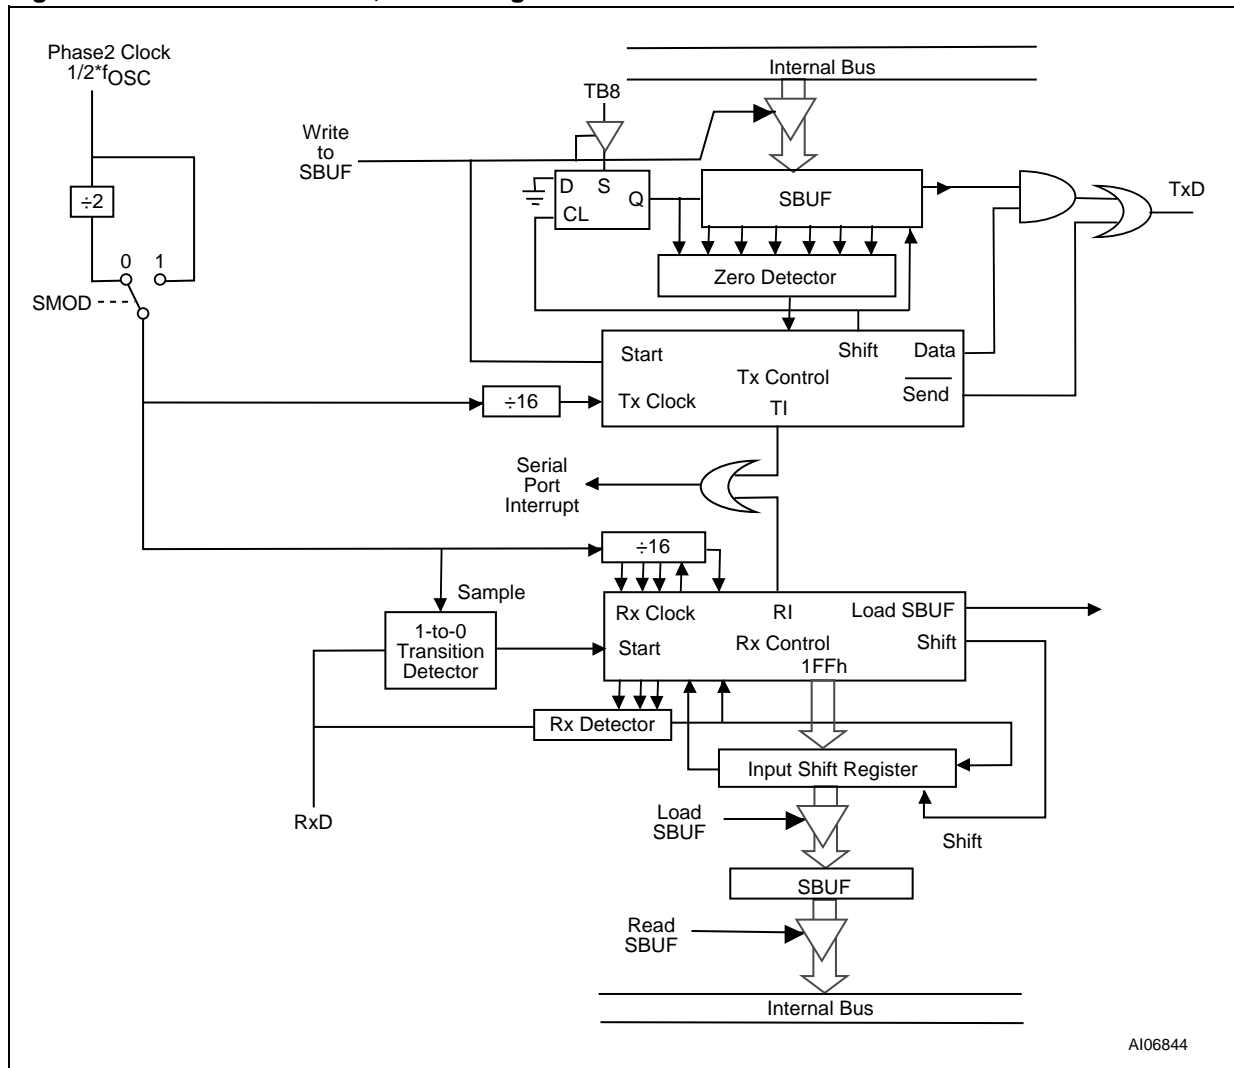 Phase2 Clock
1/2*fOSC
Internal Bus
TB8
Write
to
SBUF
D
S
Q
CL
SBUF
TxD
÷2
0
1
SMOD
Zero Detector
Start
Shift
Data
Tx Control
Send
÷16
Tx Clock
TI
Serial
Port
Interrupt
÷16
Sample
Rx Clock
RI
Load SBUF
1-to-0
Transition
Detector
Start
Rx Control
Shift
1FFh
Rx Detector
Input Shift Register
RxD
Load
SBUF
Shift
SBUF
Read
SBUF
Internal Bus
AI06844